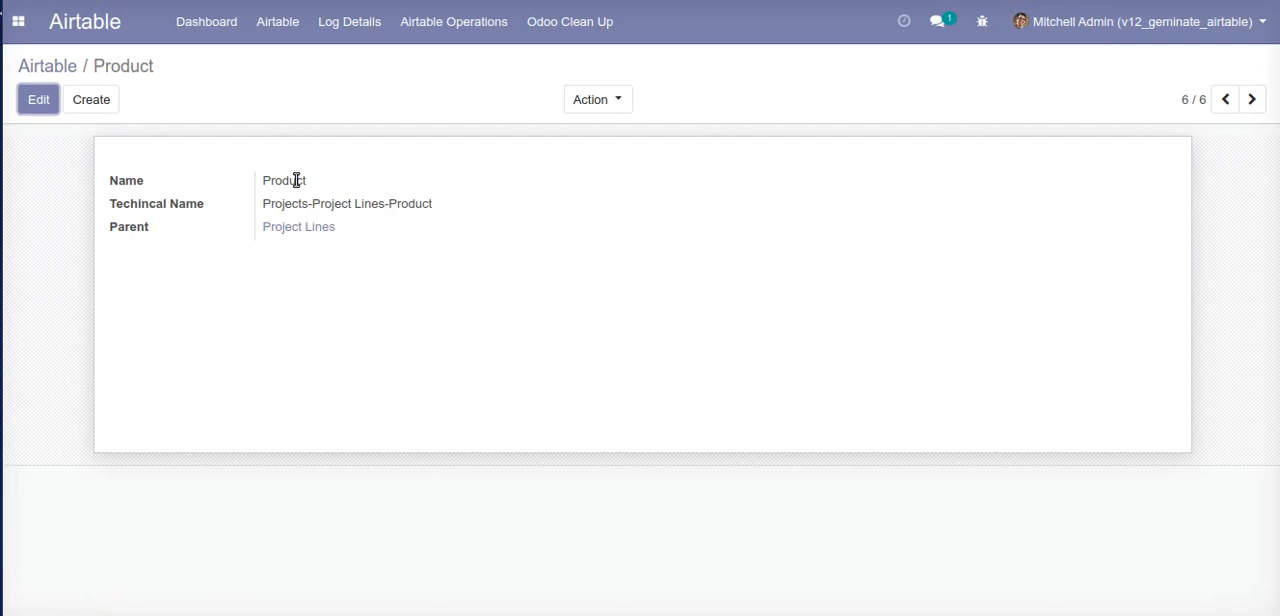 Airtable Dashboard Airtable Log Details Airtable Operations Odoo Clean Up 1 Mitchell Admin (v12_geminate_airtable)
Airtable / Product
Edit Create Action 6 / 6
Name Product
Techincal Name Projects-Project Lines-Product
Parent Project Lines